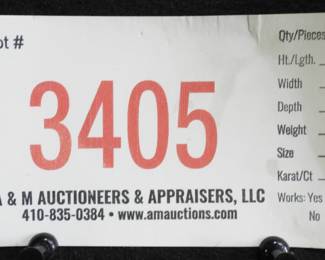 ot #
3405
A & M AUCTIONEERS & APPRAISERS, LLC
410-835-0384 • www.amauctions.com
Qty/Pieces
Ht./Lgth.
Width
Depth
Weight
Size
Karat/Ct
Works: Yes
No